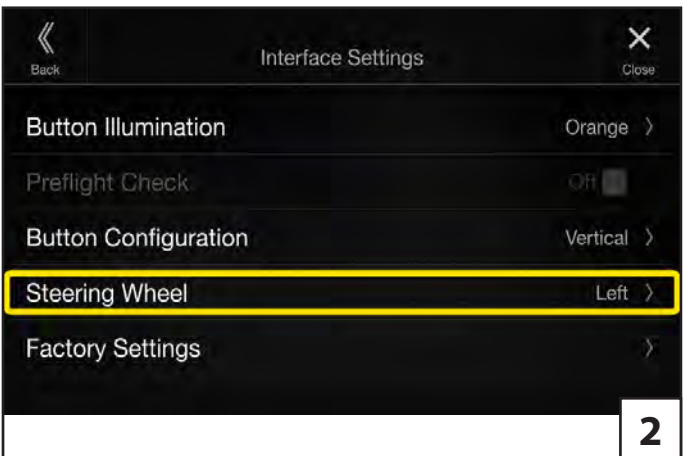 Back
Interface Settings
Close
Button Illumination Orange
Preflight Check Off
Button Configuration Vertical
Steering Wheel Left
Factory Settings
2